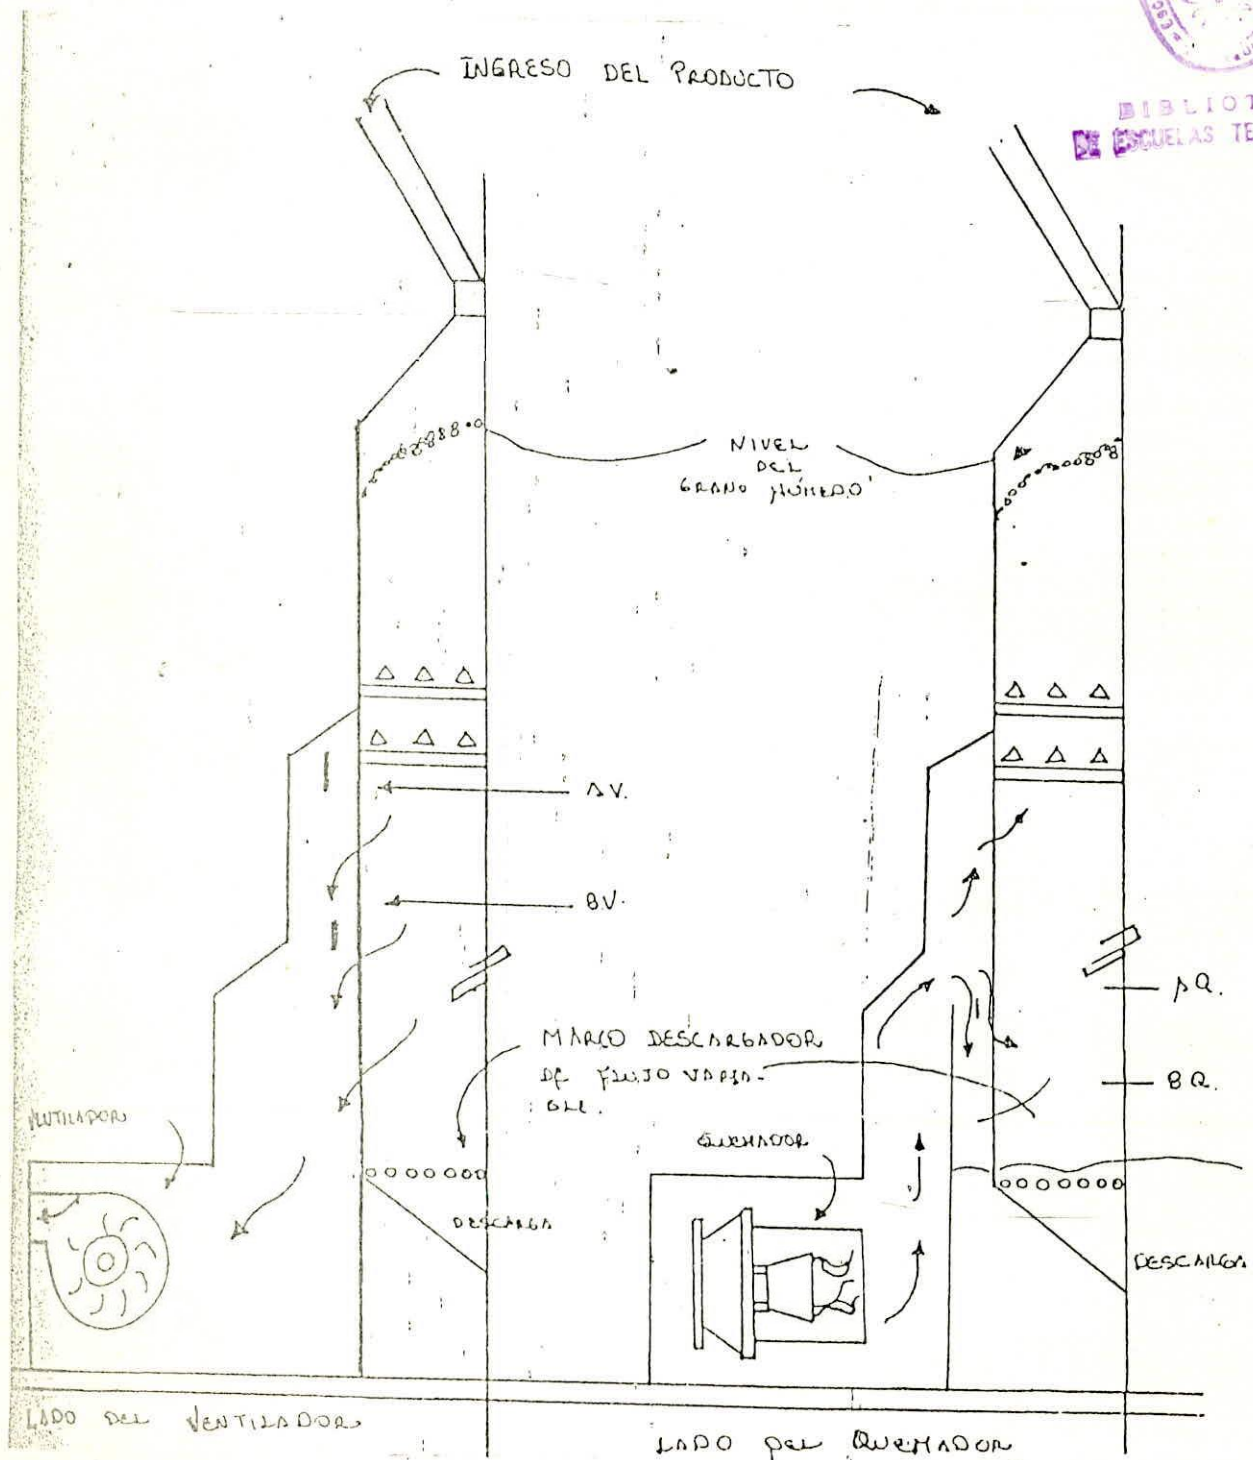 INGRESO DEL PRODUCTO
BIBLIOT
DE ESCUELAS TE
NIVEL
DEL
GRANO HÚMEDO
AV.
BV.
AQ.
BQ.
MARCO DESCARGADOR
DE FLUJO VARIA-
BLE.
VENTILADOR
QUEMADOR
DESCARGA
DESCARGA
LADO DEL VENTILADOR
LADO DEL QUEMADOR